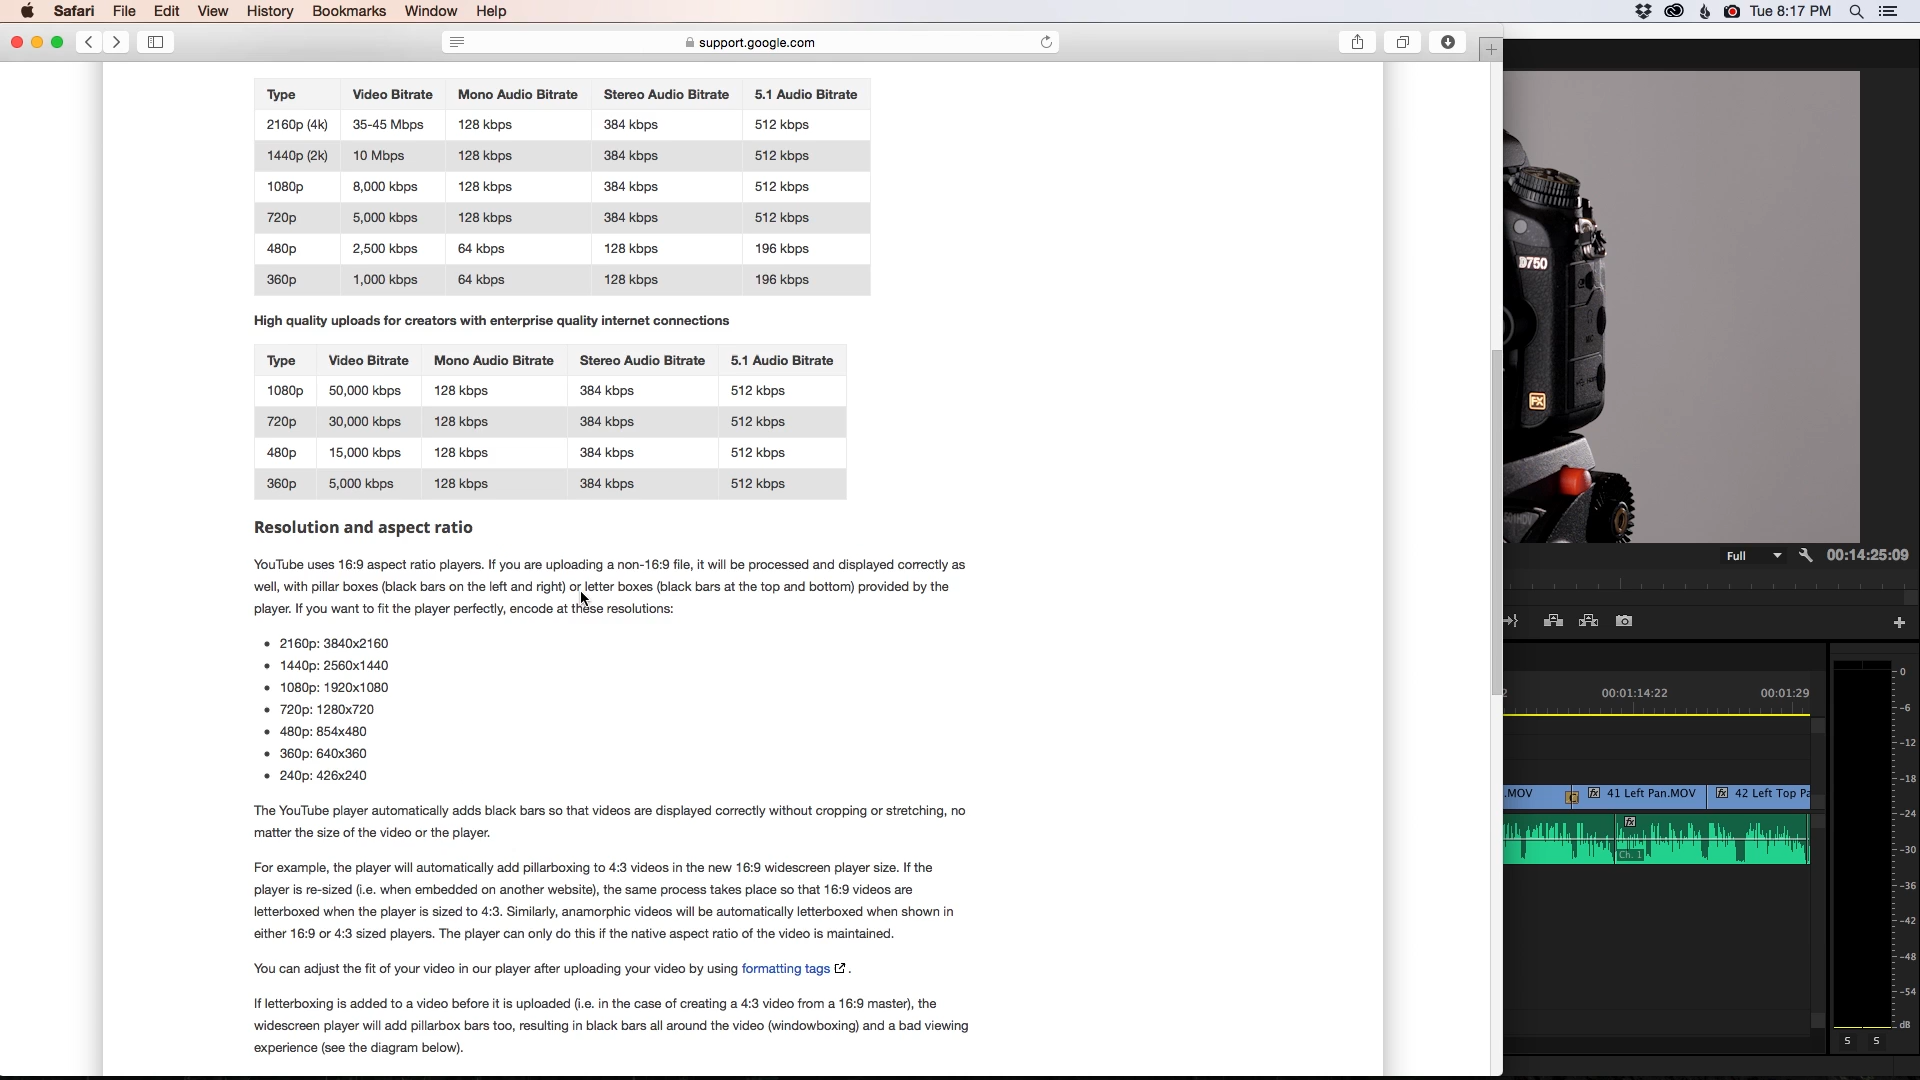 Safari File Edit View History Bookmarks Window Help Tue 8:17 PM
support.google.com
Type Video Bitrate Mono Audio Bitrate Stereo Audio Bitrate 5.1 Audio Bitrate
2160p (4k) 35-45 Mbps 128 kbps 384 kbps 512 kbps
1440p (2k) 10 Mbps 128 kbps 384 kbps 512 kbps
1080p 8,000 kbps 128 kbps 384 kbps 512 kbps
720p 5,000 kbps 128 kbps 384 kbps 512 kbps
480p 2,500 kbps 64 kbps 128 kbps 196 kbps
360p 1,000 kbps 64 kbps 128 kbps 196 kbps
High quality uploads for creators with enterprise quality internet connections
Type Video Bitrate Mono Audio Bitrate Stereo Audio Bitrate 5.1 Audio Bitrate
1080p 50,000 kbps 128 kbps 384 kbps 512 kbps
720p 30,000 kbps 128 kbps 384 kbps 512 kbps
480p 15,000 kbps 128 kbps 384 kbps 512 kbps
360p 5,000 kbps 128 kbps 384 kbps 512 kbps
Resolution and aspect ratio
YouTube uses 16:9 aspect ratio players. If you are uploading a non-16:9 file, it will be processed and displayed correctly as
well, with pillar boxes (black bars on the left and right) or letter boxes (black bars at the top and bottom) provided by the
player. If you want to fit the player perfectly, encode at these resolutions:
• 2160p: 3840x2160
• 1440p: 2560x1440
• 1080p: 1920x1080
• 720p: 1280x720
• 480p: 854x480
• 360p: 640x360
• 240p: 426x240
The YouTube player automatically adds black bars so that videos are displayed correctly without cropping or stretching, no
matter the size of the video or the player.
For example, the player will automatically add pillarboxing to 4:3 videos in the new 16:9 widescreen player size. If the
player is re-sized (i.e. when embedded on another website), the same process takes place so that 16:9 videos are
letterboxed when the player is sized to 4:3. Similarly, anamorphic videos will be automatically letterboxed when shown in
either 16:9 or 4:3 sized players. The player can only do this if the native aspect ratio of the video is maintained.
You can adjust the fit of your video in our player after uploading your video by using formatting tags .
If letterboxing is added to a video before it is uploaded (i.e. in the case of creating a 4:3 video from a 16:9 master), the
widescreen player will add pillarbox bars too, resulting in black bars all around the video (windowboxing) and a bad viewing
experience (see the diagram below).
D750
MIC
FX
Full 00:14:25:09
00:01:14:22 00:01:29
.MOV fx 41 Left Pan.MOV fx 42 Left Top Pa
fx
Ch. 1
0
-6
-12
-18
-24
-30
-36
-42
-48
-54
dB
S S